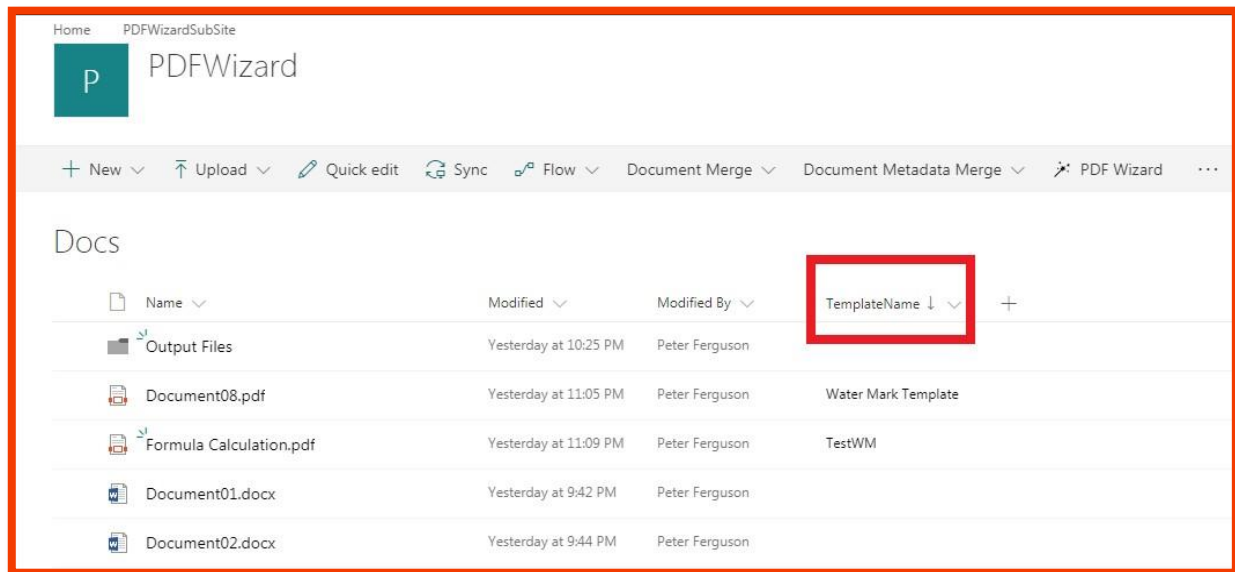 Home PDFWizardSubSite
P PDFWizard
New Upload Quick edit Sync Flow Document Merge Document Metadata Merge PDF Wizard ...
Docs
Name Modified Modified By TemplateName ↓
Output Files Yesterday at 10:25 PM Peter Ferguson
Document08.pdf Yesterday at 11:05 PM Peter Ferguson Water Mark Template
Formula Calculation.pdf Yesterday at 11:09 PM Peter Ferguson TestWM
Document01.docx Yesterday at 9:42 PM Peter Ferguson
Document02.docx Yesterday at 9:44 PM Peter Ferguson